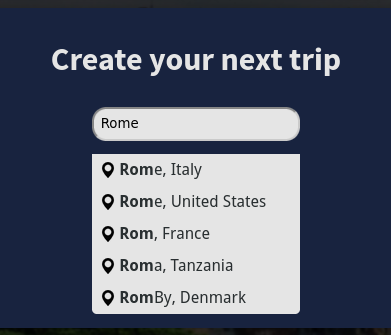 Create your next trip
Rome
Rome, Italy
Rome, United States
Rom, France
Roma, Tanzania
RomBy, Denmark